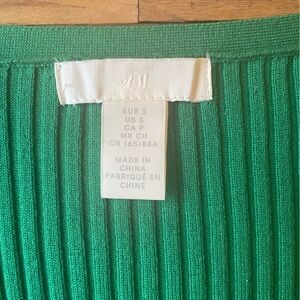 H&M
EUR S
US S
CA P
MX CH
CN 165/88A
MADE IN
CHINA
FABRIQUÉ EN
CHINE